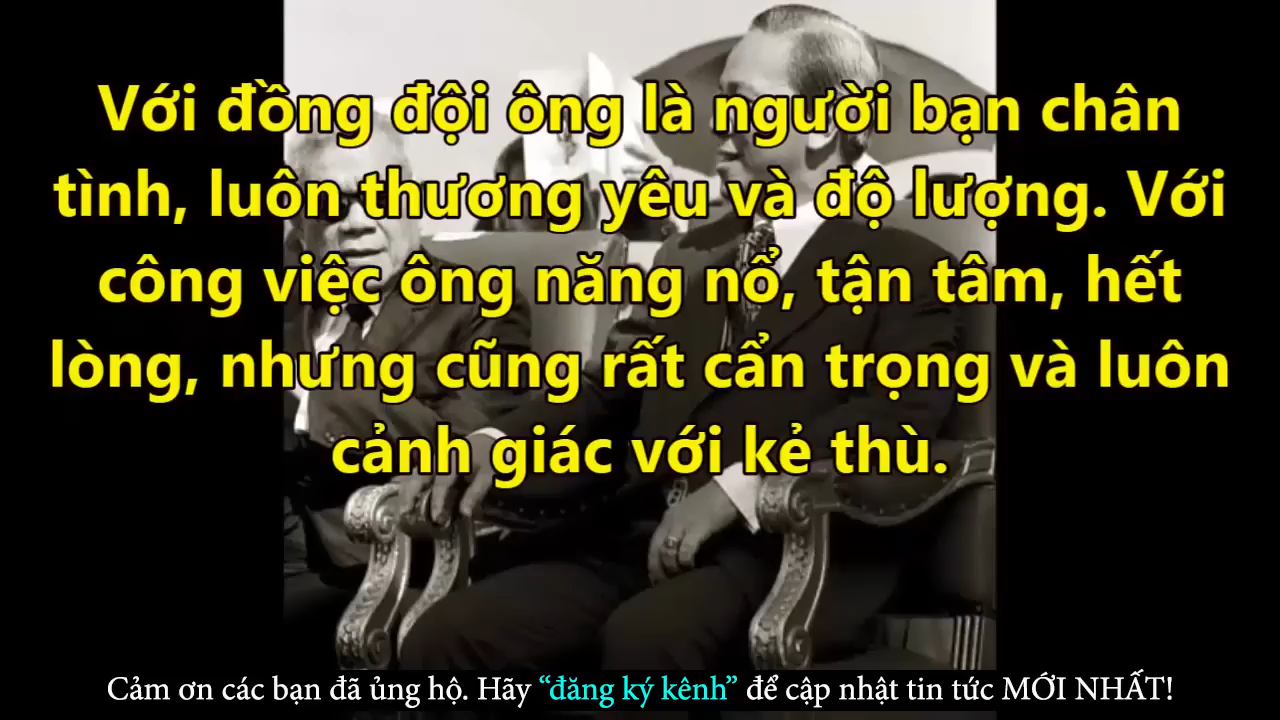 Với đồng đội ông là người bạn chân
tình, luôn thương yêu và độ lượng. Với
công việc ông năng nổ, tận tâm, hết
lòng, nhưng cũng rất cẩn trọng và luôn
cảnh giác với kẻ thù.
Cảm ơn các bạn đã ủng hộ. Hãy “đăng ký kênh” để cập nhật tin tức MỚI NHẤT!